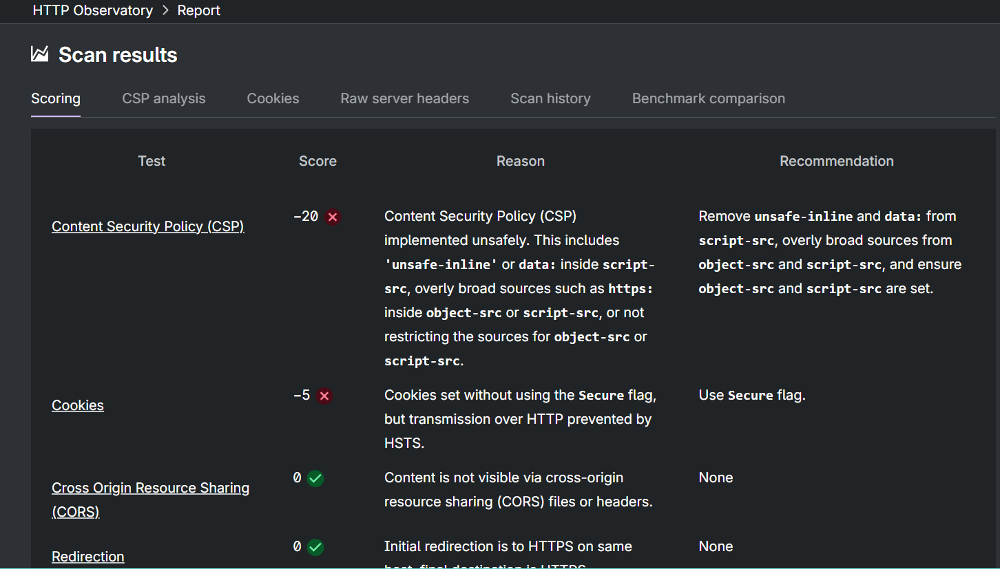 HTTP Observatory > Report
Scan results
Scoring CSP analysis Cookies Raw server headers Scan history Benchmark comparison
Test Score Reason Recommendation
Content Security Policy (CSP)
−20
Content Security Policy (CSP)
implemented unsafely. This includes
'unsafe-inline' or data: inside script-
src, overly broad sources such as https:
inside object-src or script-src, or not
restricting the sources for object-src or
script-src.
Remove unsafe-inline and data: from
script-src, overly broad sources from
object-src and script-src, and ensure
object-src and script-src are set.
Cookies
−5
Cookies set without using the Secure flag,
but transmission over HTTP prevented by
HSTS.
Use Secure flag.
Cross Origin Resource Sharing
(CORS)
0
Content is not visible via cross-origin
resource sharing (CORS) files or headers.
None
Redirection
0
Initial redirection is to HTTPS on same
host, final destination is HTTPS
None